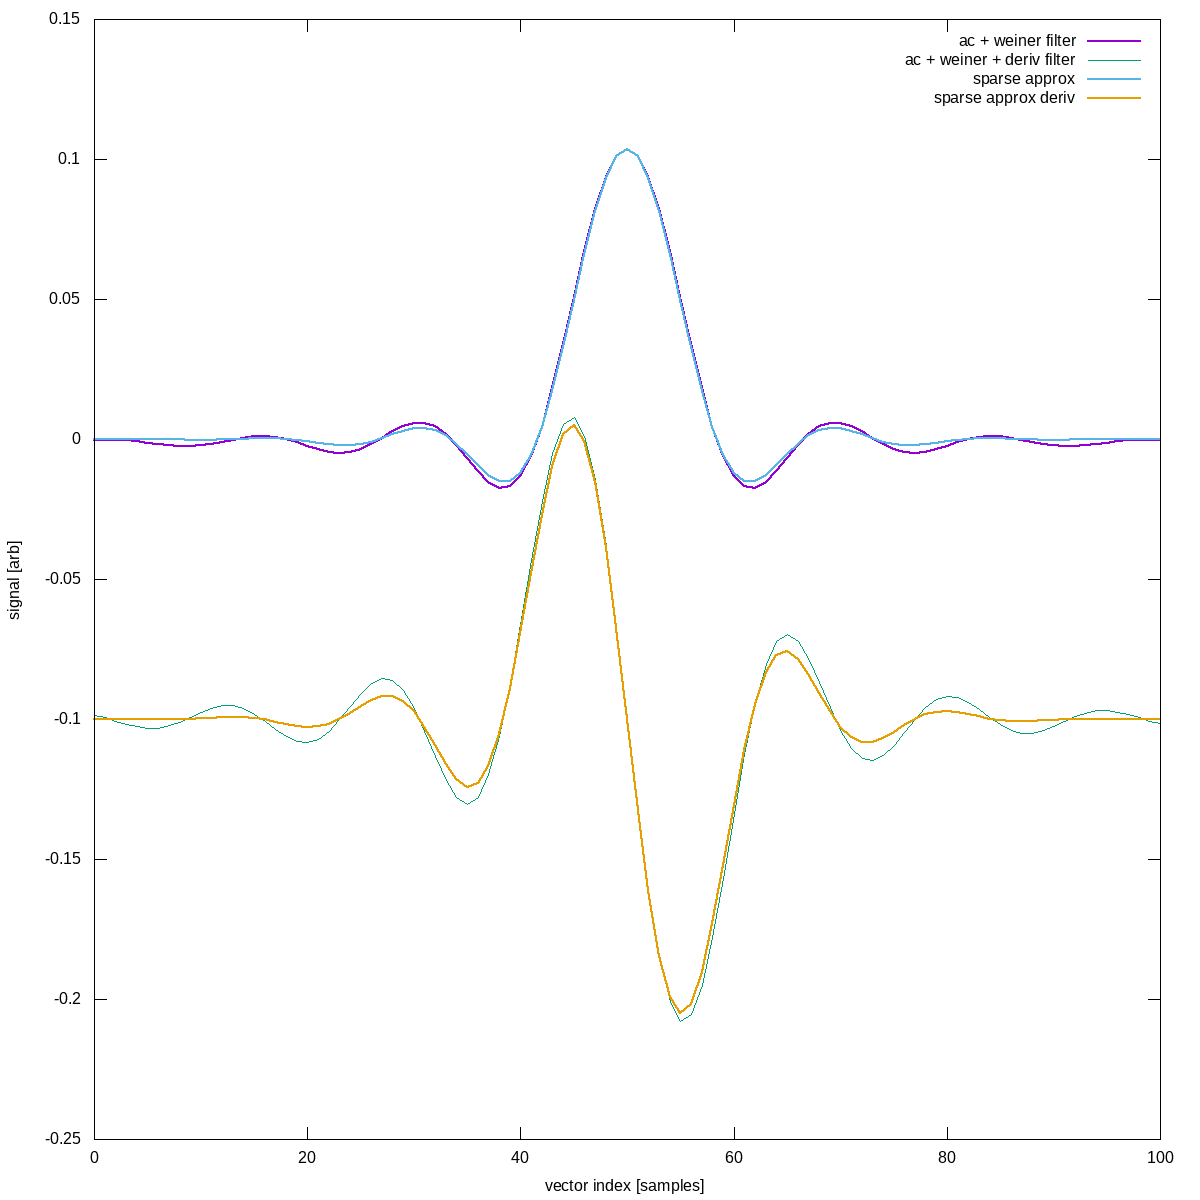 0.15
ac + weiner filter
ac + weiner + deriv filter
sparse approx
sparse approx deriv
0.1
0.05
0
-0.05
signal [arb]
-0.1
-0.15
-0.2
-0.25
0 20 40 60 80 100
vector index [samples]